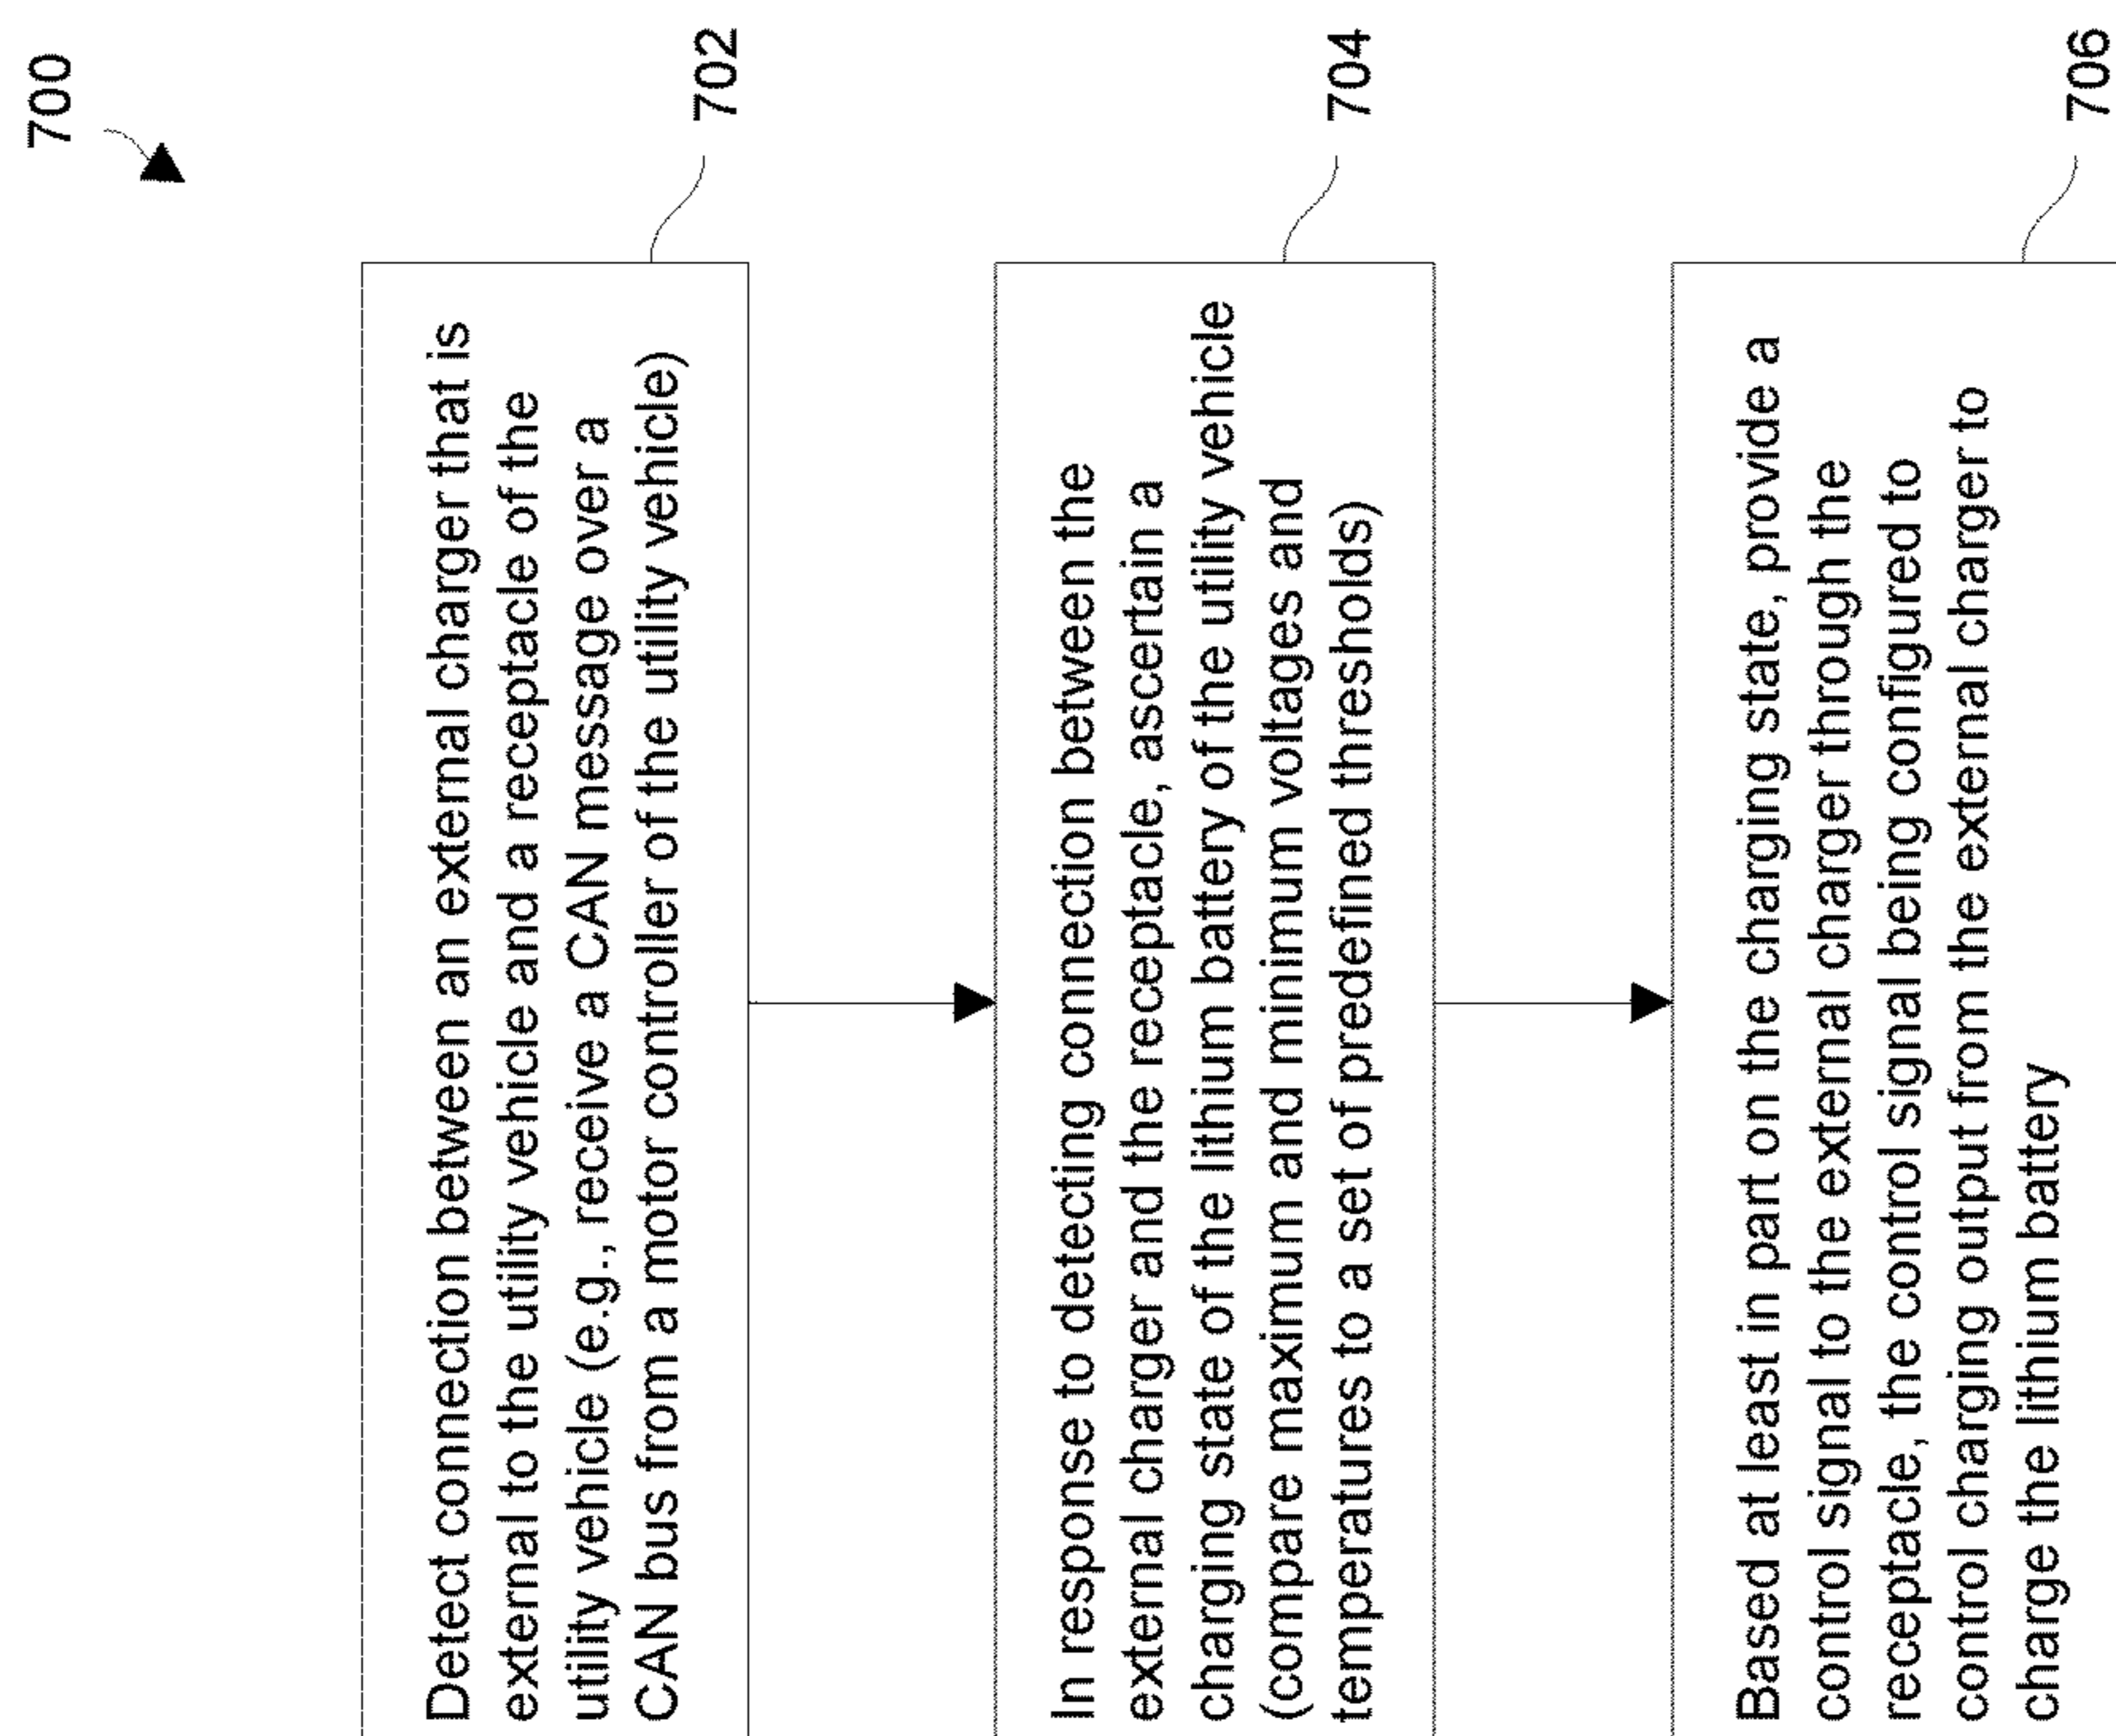 700
Detect connection between an external charger that is
external to the utility vehicle and a receptacle of the
utility vehicle (e.g., receive a CAN message over a
CAN bus from a motor controller of the utility vehicle)
702
In response to detecting connection between the
external charger and the receptacle, ascertain a
charging state of the lithium battery of the utility vehicle
(compare maximum and minimum voltages and
temperatures to a set of predefined thresholds)
704
Based at least in part on the charging state, provide a
control signal to the external charger through the
receptacle, the control signal being configured to
control charging output from the external charger to
charge the lithium battery
706